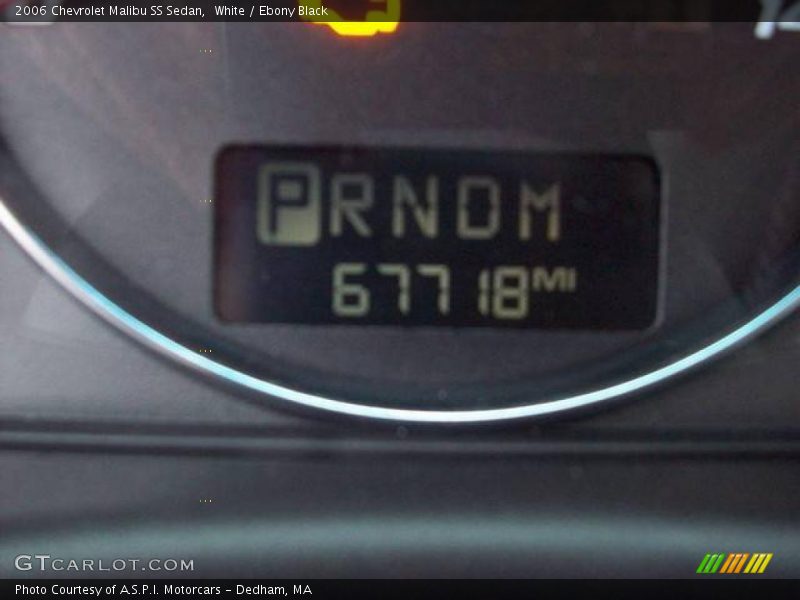 2006 Chevrolet Malibu SS Sedan,  White / Ebony Black
PRNDM
67718MI
GTCARLOT.COM
Photo Courtesy of A.S.P.I. Motorcars - Dedham, MA